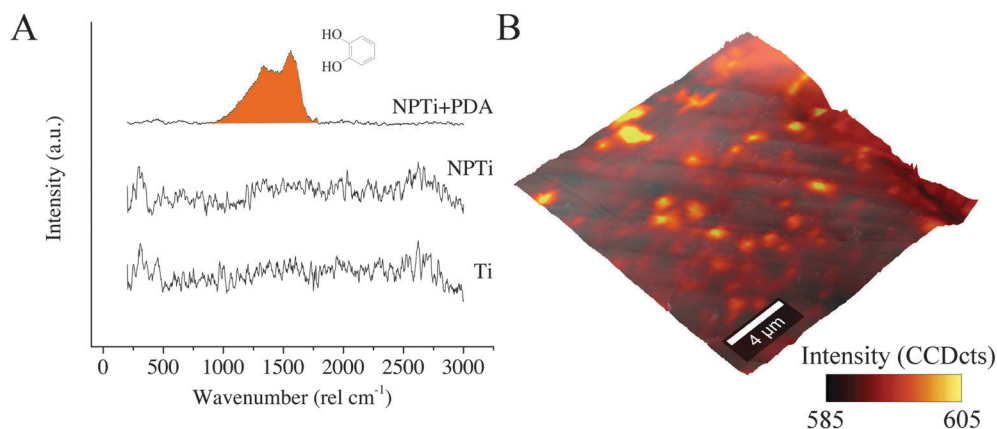 A
HO
HO
NPTi+PDA
NPTi
Ti
Intensity (a.u.)
0 500 1000 1500 2000 2500 3000
Wavenumber (rel cm⁻¹)
B
4 μm
Intensity (CCDcts)
585 605